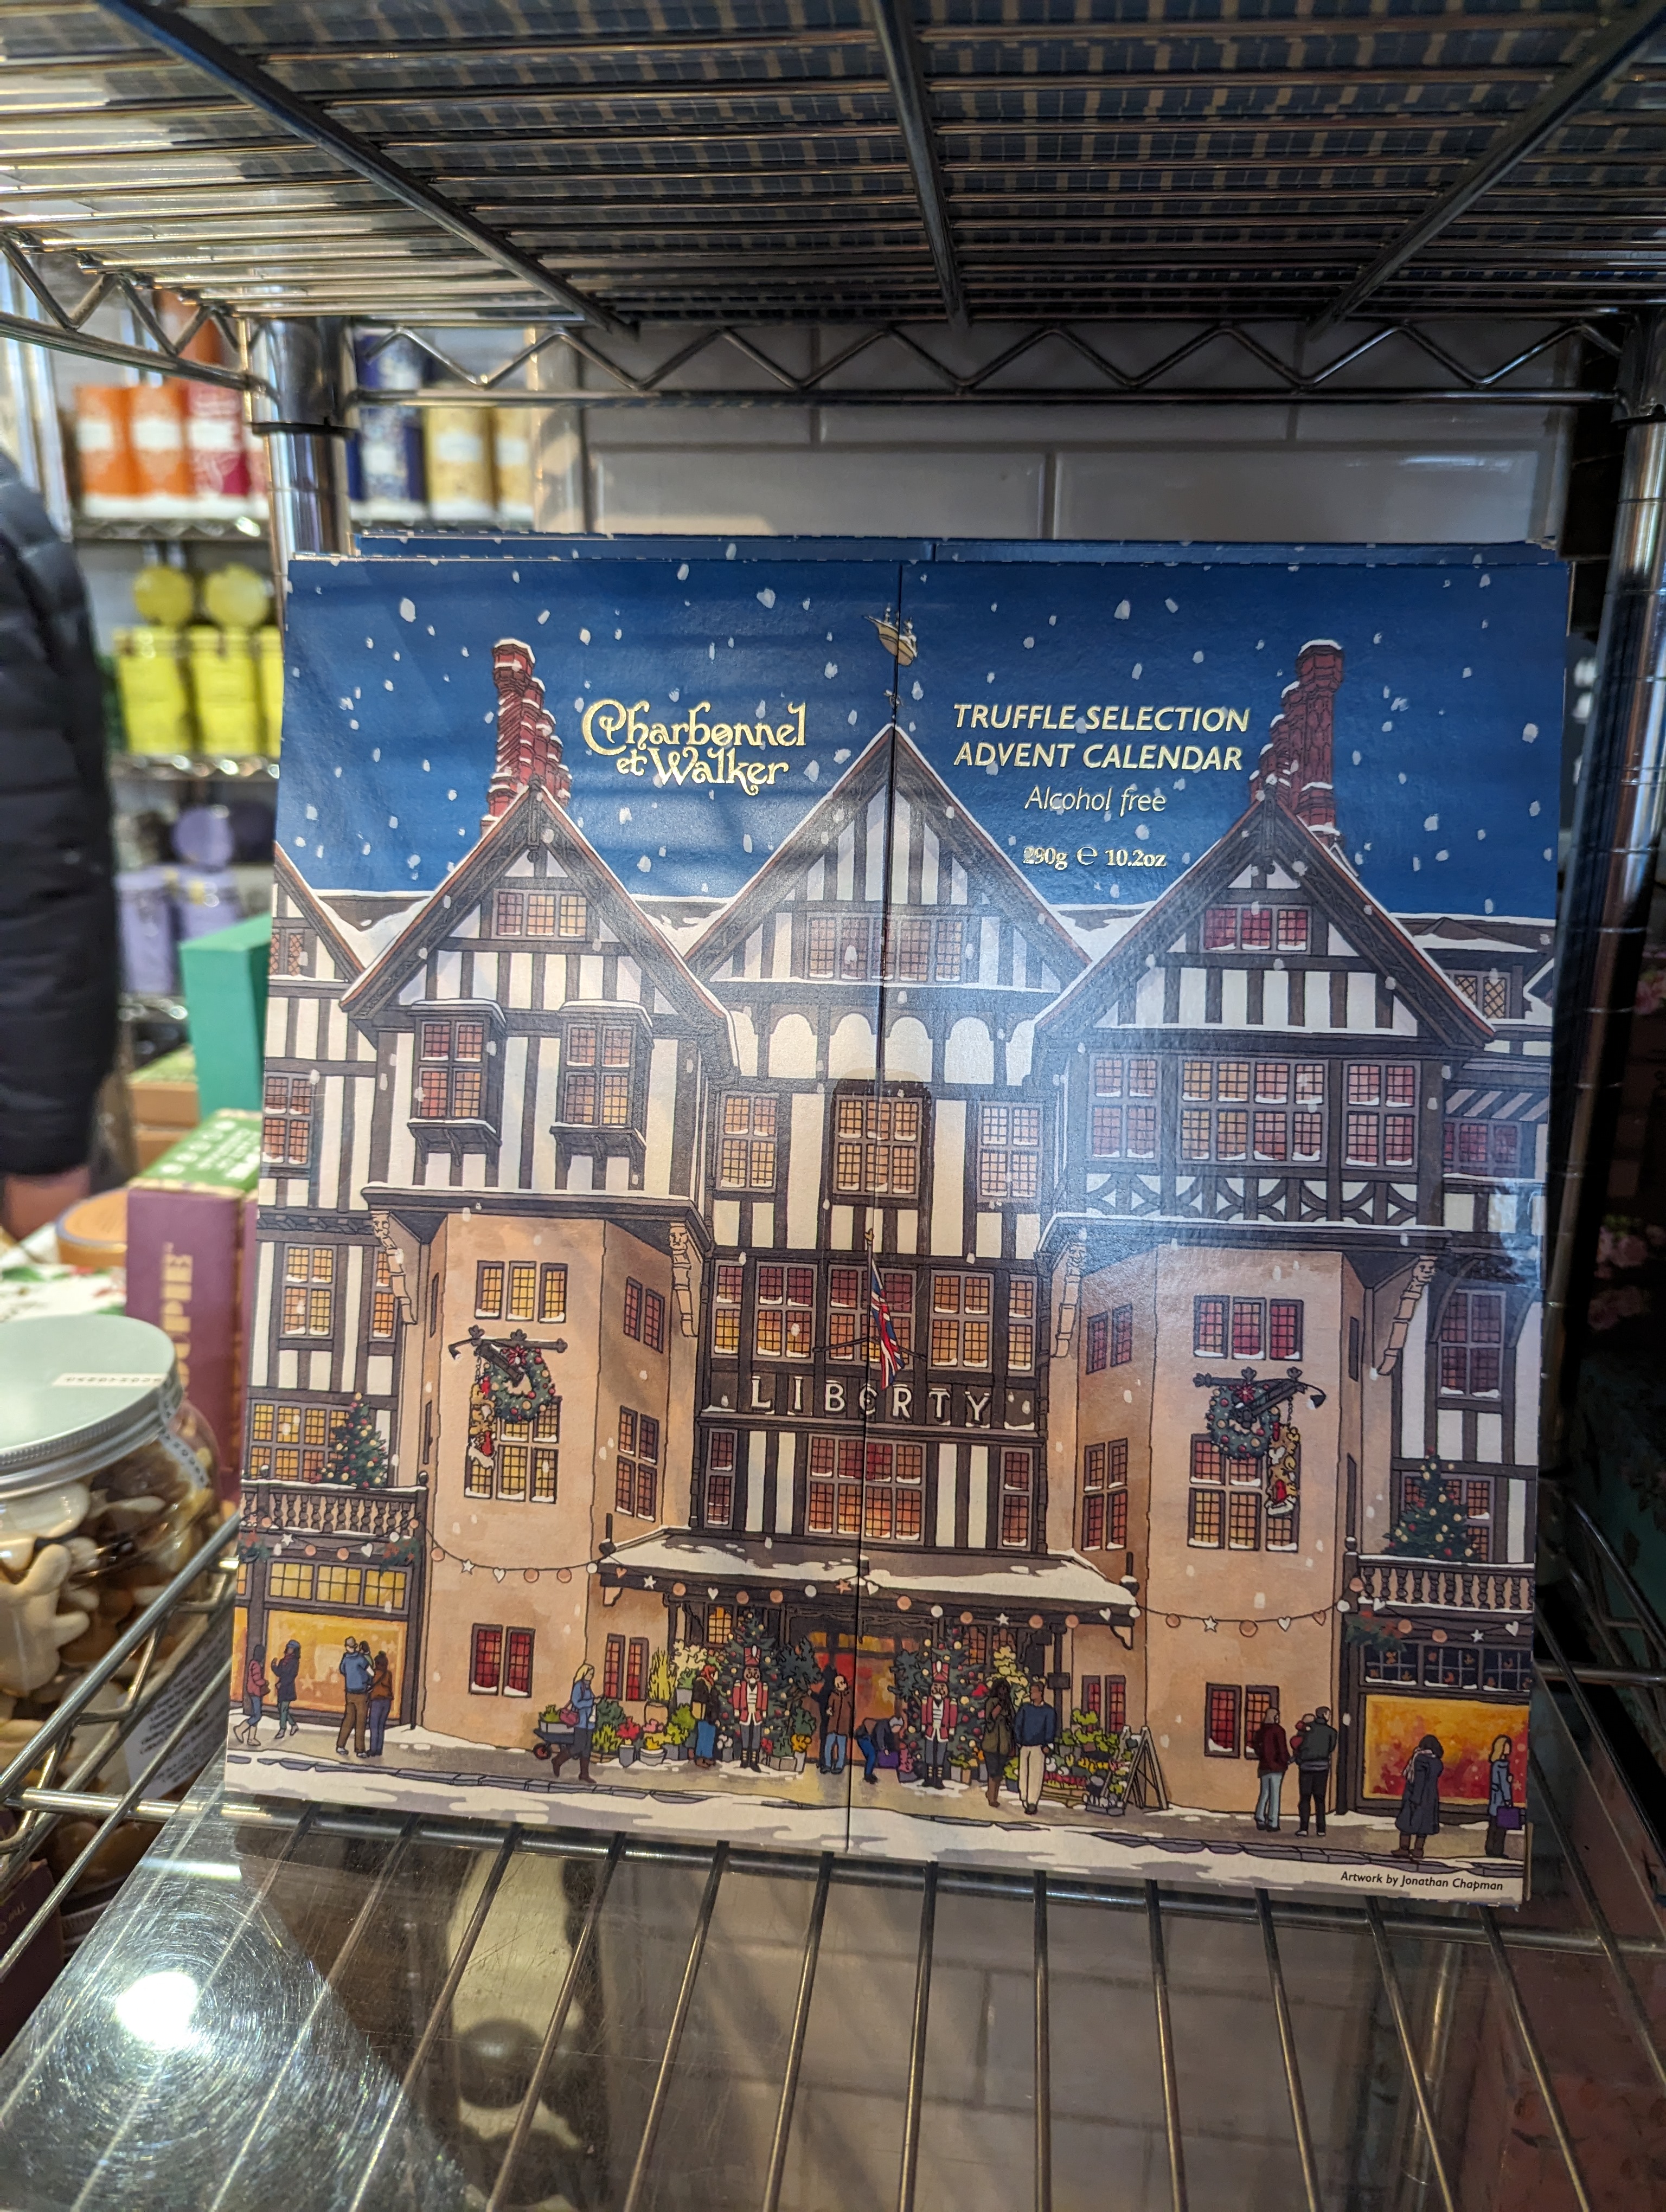 Charbonnel
et Walker
TRUFFLE SELECTION
ADVENT CALENDAR
Alcohol free
290g e 10.2oz
LIBERTY
Artwork by Jonathan Chapman